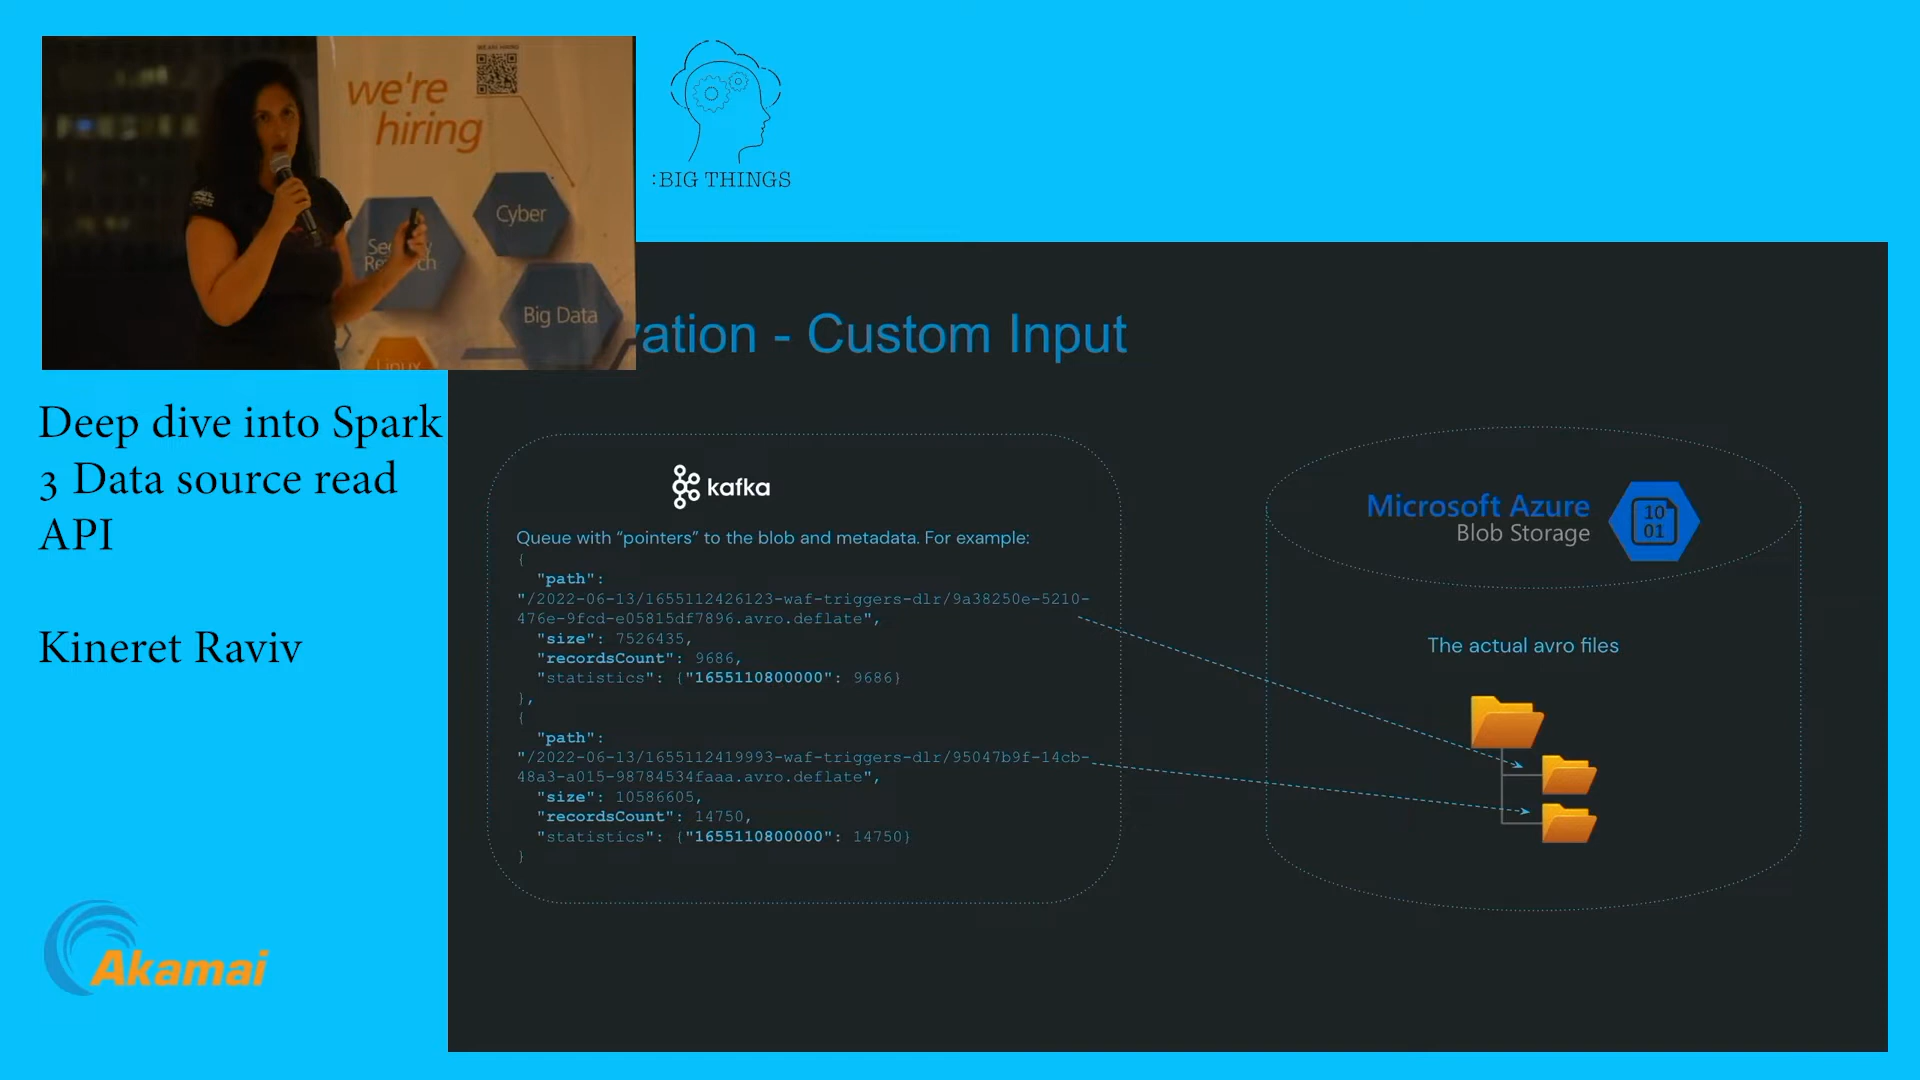 WE ARE HIRING
we're
hiring
Cyber
Big Data
Linux
:BIG THINGS
Deep dive into Spark
3 Data source read
API
Kineret Raviv
Akamai
- Custom Input
kafka
Queue with “pointers” to the blob and metadata. For example:
{
"path":
"/2022-06-13/1655112426123-waf-triggers-dlr/9a38250e-5210-
476e-9fcd-e05815df7896.avro.deflate",
"size": 7526435,
"recordsCount": 9686,
"statistics": {"1655110800000": 9686}
},
{
"path":
"/2022-06-13/1655112419993-waf-triggers-dlr/95047b9f-14cb-
48a3-a015-98784534faaa.avro.deflate",
"size": 10586605,
"recordsCount": 14750,
"statistics": {"1655110800000": 14750}
}
Microsoft Azure
Blob Storage
10
01
The actual avro files